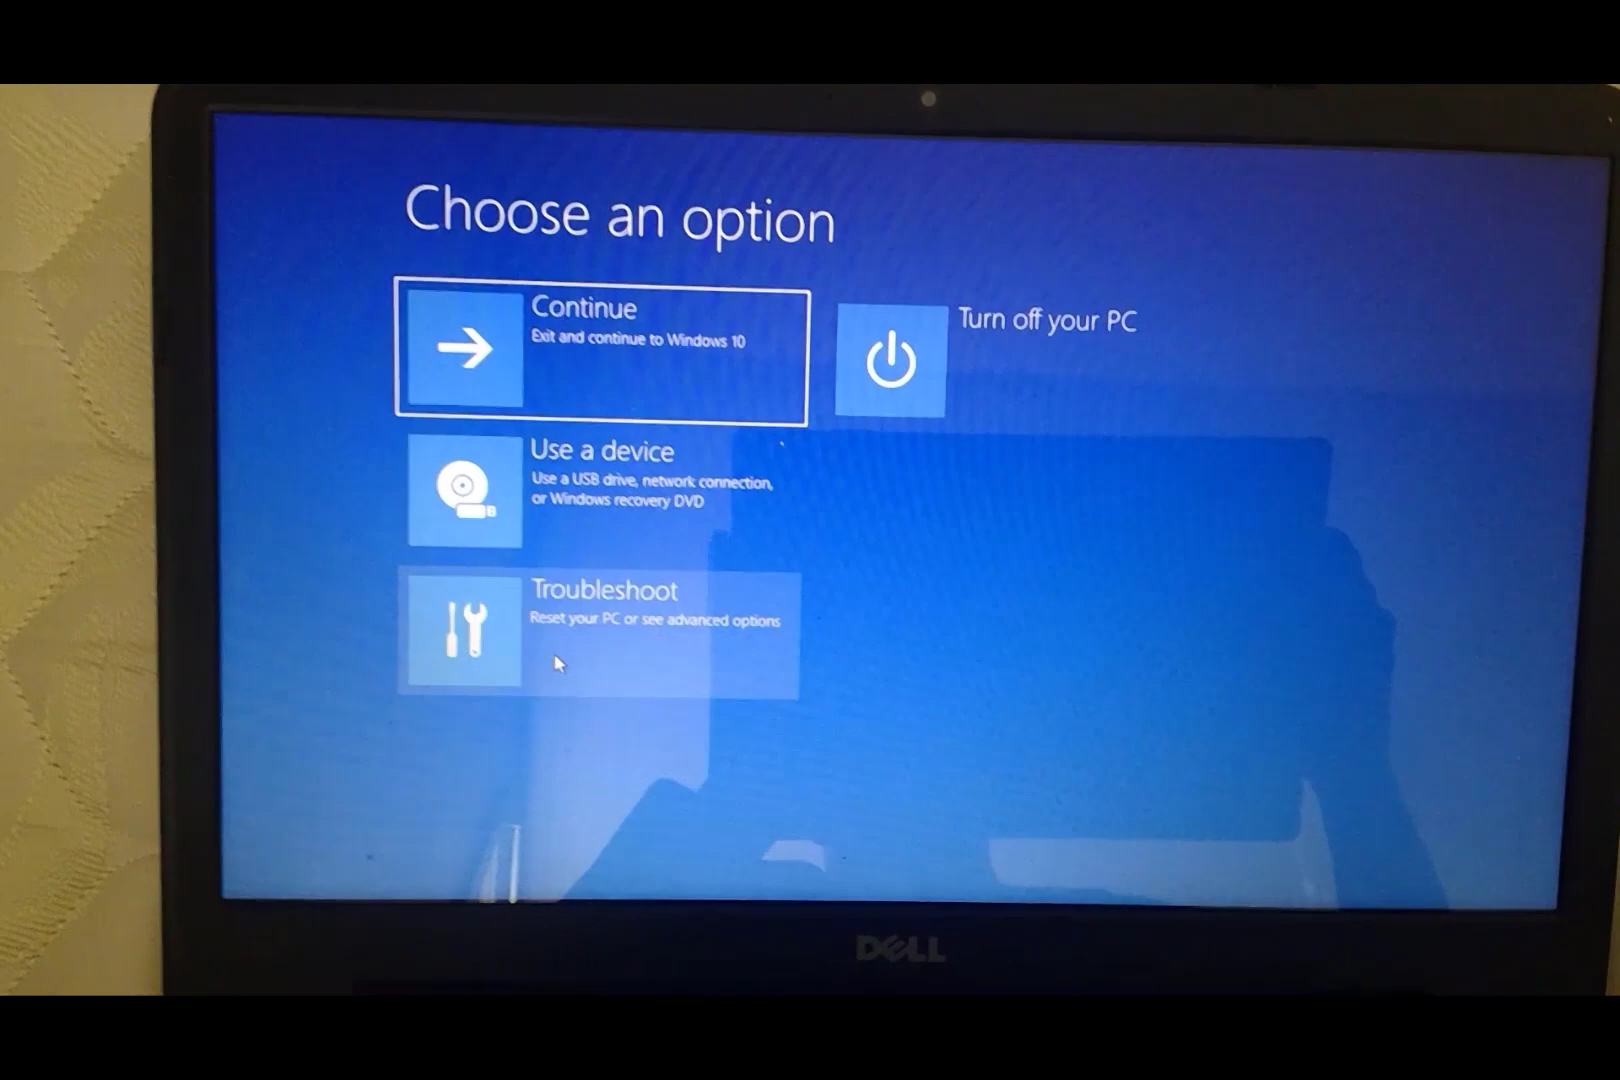 Choose an option
Continue
Exit and continue to Windows 10
Turn off your PC
Use a device
Use a USB drive, network connection,
or Windows recovery DVD
Troubleshoot
Reset your PC or see advanced options
DELL